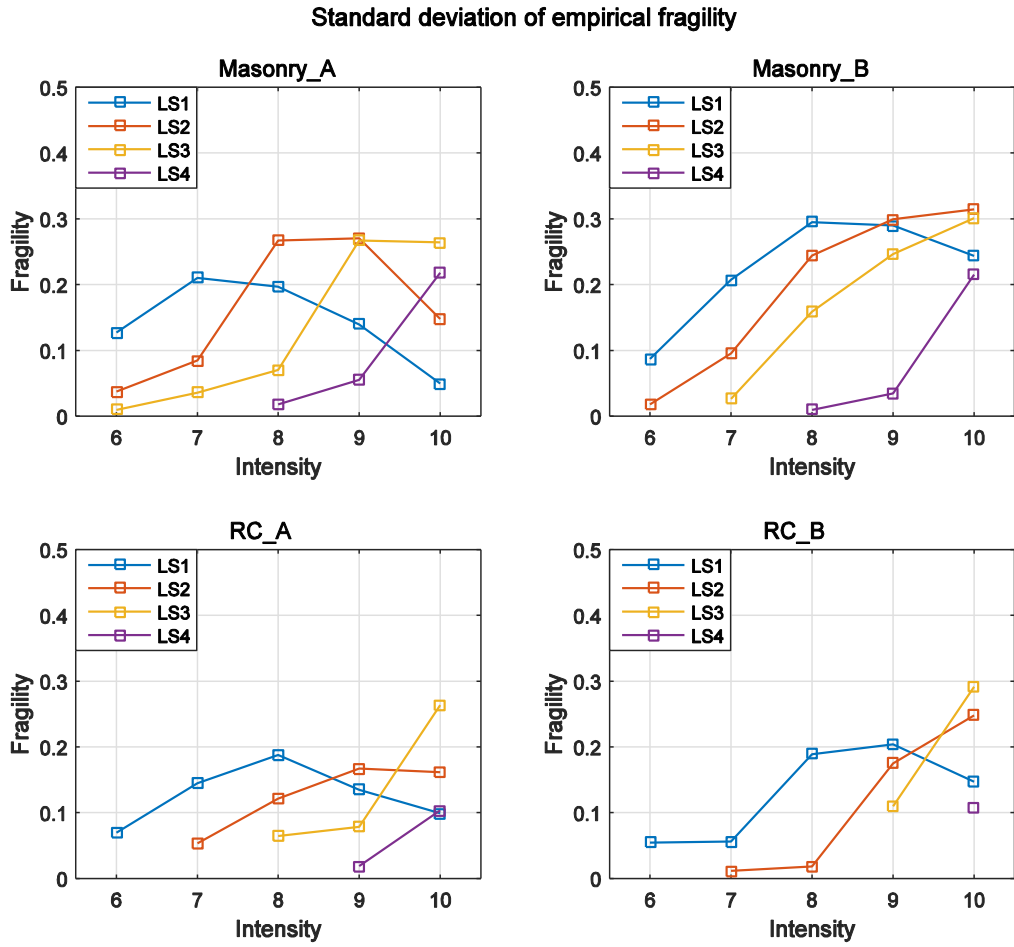 Standard deviation of empirical fragility
Masonry_A
0.5
0.4
0.3
0.2
0.1
0
Fragility
LS1
LS2
LS3
LS4
6 7 8 9 10
Intensity
Masonry_B
0.5
0.4
0.3
0.2
0.1
0
Fragility
LS1
LS2
LS3
LS4
6 7 8 9 10
Intensity
RC_A
0.5
0.4
0.3
0.2
0.1
0
Fragility
LS1
LS2
LS3
LS4
6 7 8 9 10
Intensity
RC_B
0.5
0.4
0.3
0.2
0.1
0
Fragility
LS1
LS2
LS3
LS4
6 7 8 9 10
Intensity